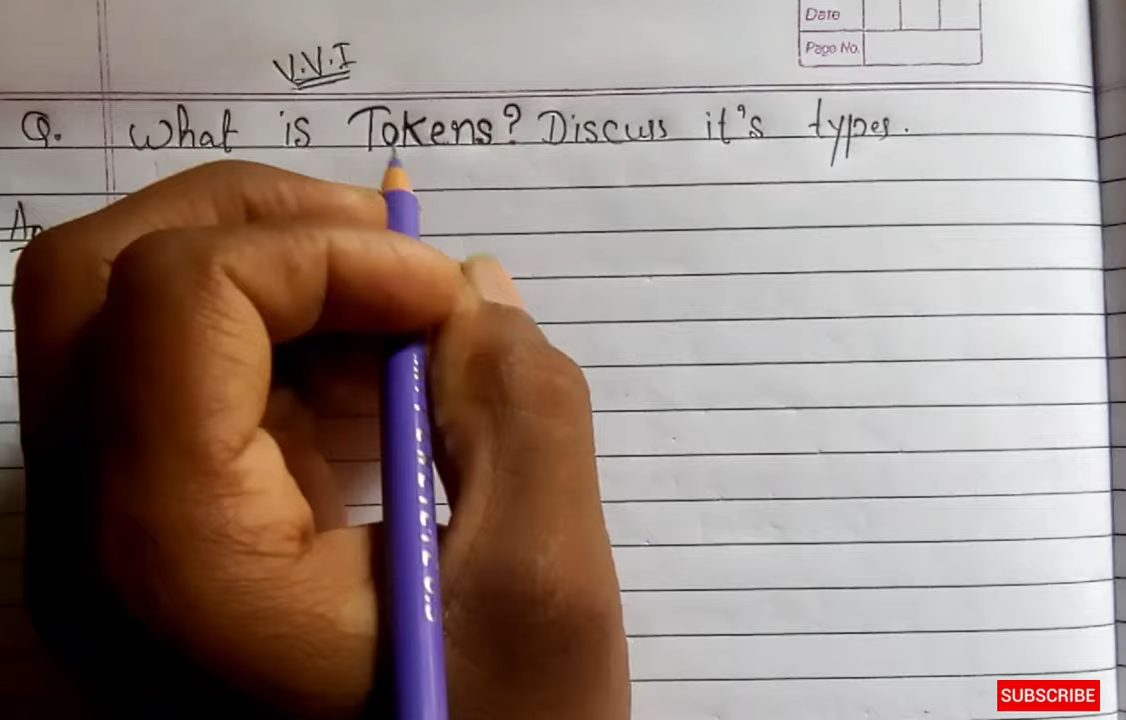 Date
Page No.
V.V.I
Q. What is Tokens? Discuss it's types.
SUBSCRIBE